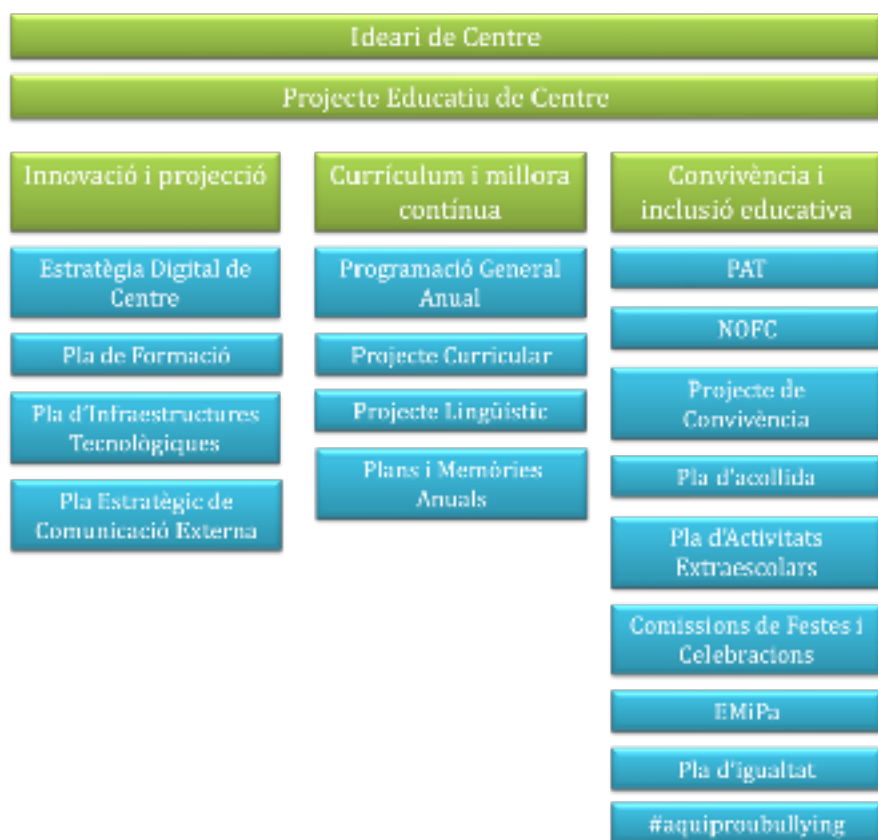 Ideari de Centre
Projecte Educatiu de Centre
Innovació i projecció
Estratègia Digital de
Centre
Pla de Formació
Pla d'Infraestructures
Tecnològiques
Pla Estratègic de
Comunicació Externa
Currículum i millora
contínua
Programació General
Anual
Projecte Curricular
Projecte Lingüístic
Plans i Memòries
Anuals
Convivència i
inclusió educativa
PAT
NOFC
Projecte de
Convivència
Pla d'acollida
Pla d'Activitats
Extraescolars
Comissions de Festes i
Celebracions
EMiPa
Pla d'igualtat
#aquiproubullying